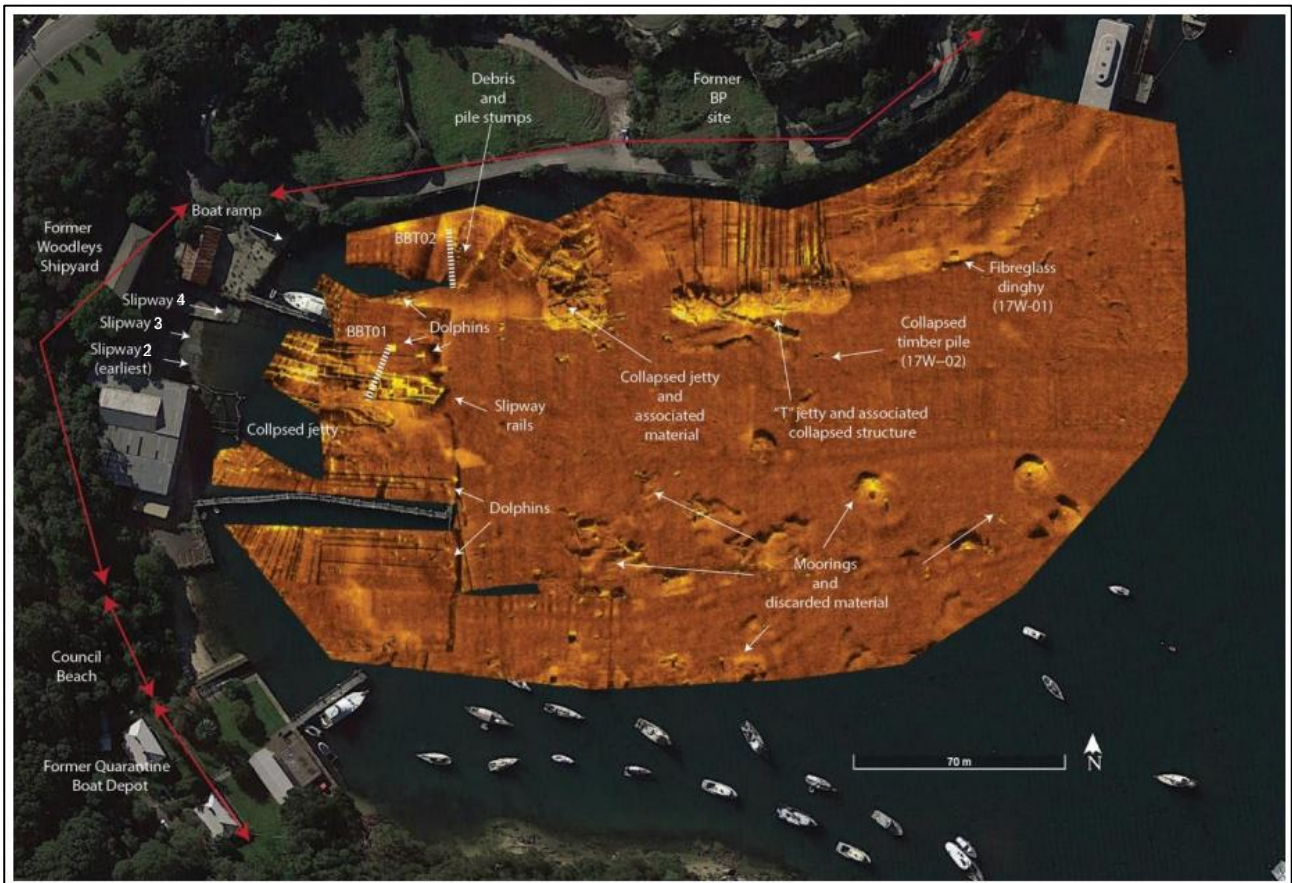 Debris
and
pile stumps
Former
BP
site
Boat ramp
BBT02
Former
Woodleys
Shipyard
Fibreglass
dinghy
(17W-01)
Slipway 4
Slipway 3
Slipway 2
(earliest)
BBT01
Dolphins
Collapsed
timber pile
(17W–02)
Collapsed jetty
and
associated
material
"T" jetty and associated
collapsed structure
Slipway
rails
Collpsed jetty
Dolphins
Moorings
and
discarded material
Council
Beach
Former Quarantine
Boat Depot
70 m
N